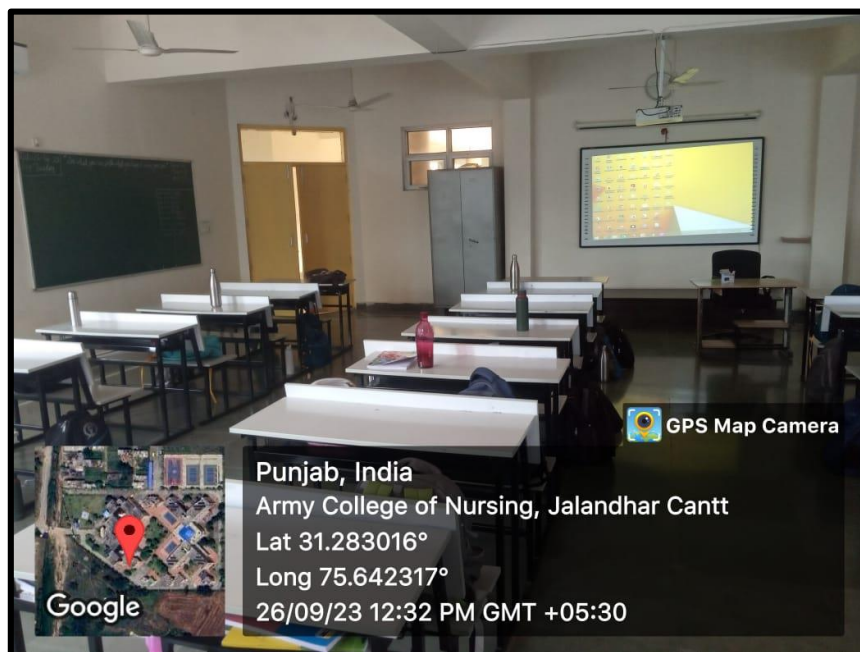 GPS Map Camera
Punjab, India
Army College of Nursing, Jalandhar Cantt
Lat 31.283016°
Long 75.642317°
26/09/23 12:32 PM GMT +05:30
Google